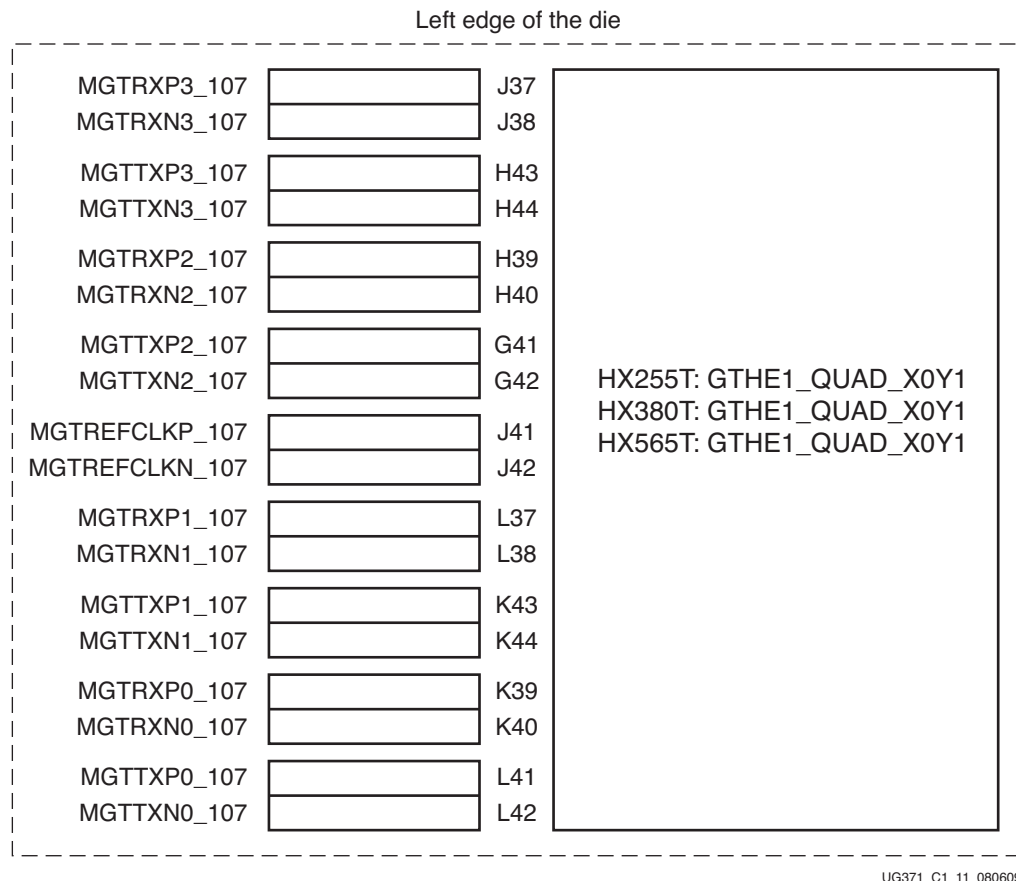 Left edge of the die
MGTRXP3_107 J37
MGTRXN3_107 J38
MGTTXP3_107 H43
MGTTXN3_107 H44
MGTRXP2_107 H39
MGTRXN2_107 H40
MGTTXP2_107 G41
MGTTXN2_107 G42
MGTREFCLKP_107 J41
MGTREFCLKN_107 J42
MGTRXP1_107 L37
MGTRXN1_107 L38
MGTTXP1_107 K43
MGTTXN1_107 K44
MGTRXP0_107 K39
MGTRXN0_107 K40
MGTTXP0_107 L41
MGTTXN0_107 L42
HX255T: GTHE1_QUAD_X0Y1
HX380T: GTHE1_QUAD_X0Y1
HX565T: GTHE1_QUAD_X0Y1
UG371_C1_11_080609